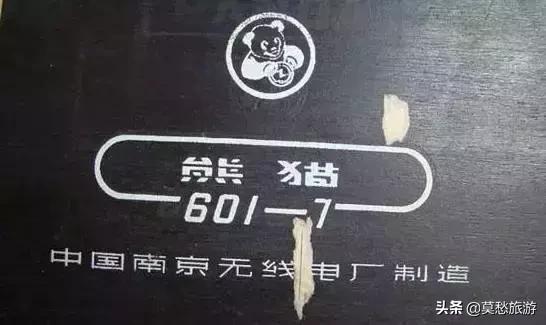 熊猫
601-7
中国南京无线电厂制造
头条 @莫愁旅游